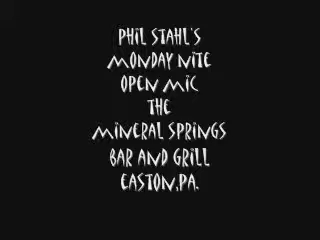 PHIL STAHL'S
MONDAY NITE
OPEN MIC
THE
MINERAL SPRINGS
BAR AND GRILL
EASTON,PA.